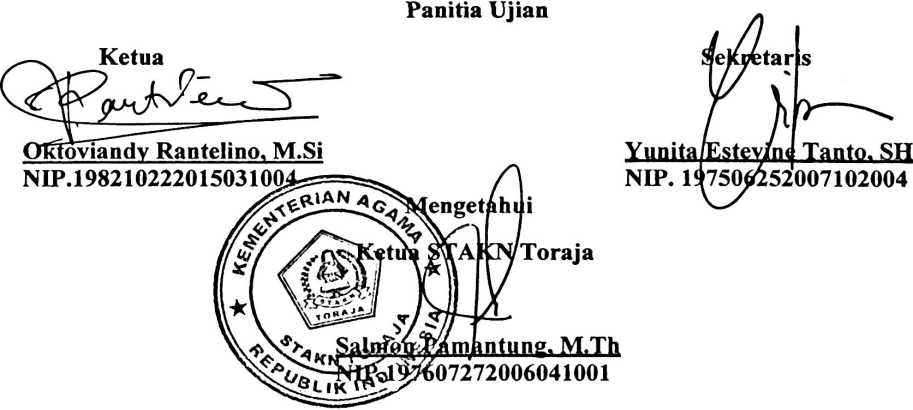 Panitia Ujian
Ketua
Sekretaris
Oktoviandy Rantelino, M.Si
NIP.198210222015031004
Yunita Estevine Tanto, SH
NIP. 197506252007102004
Mengetahui
Ketua STAKN Toraja
Salmon Pamantung, M.Th
NIP.197607272006041001
KEMENTERIAN AGAMA
REPUBLIK INDONESIA
STAKN TORAJA
STAKN
TORAJA